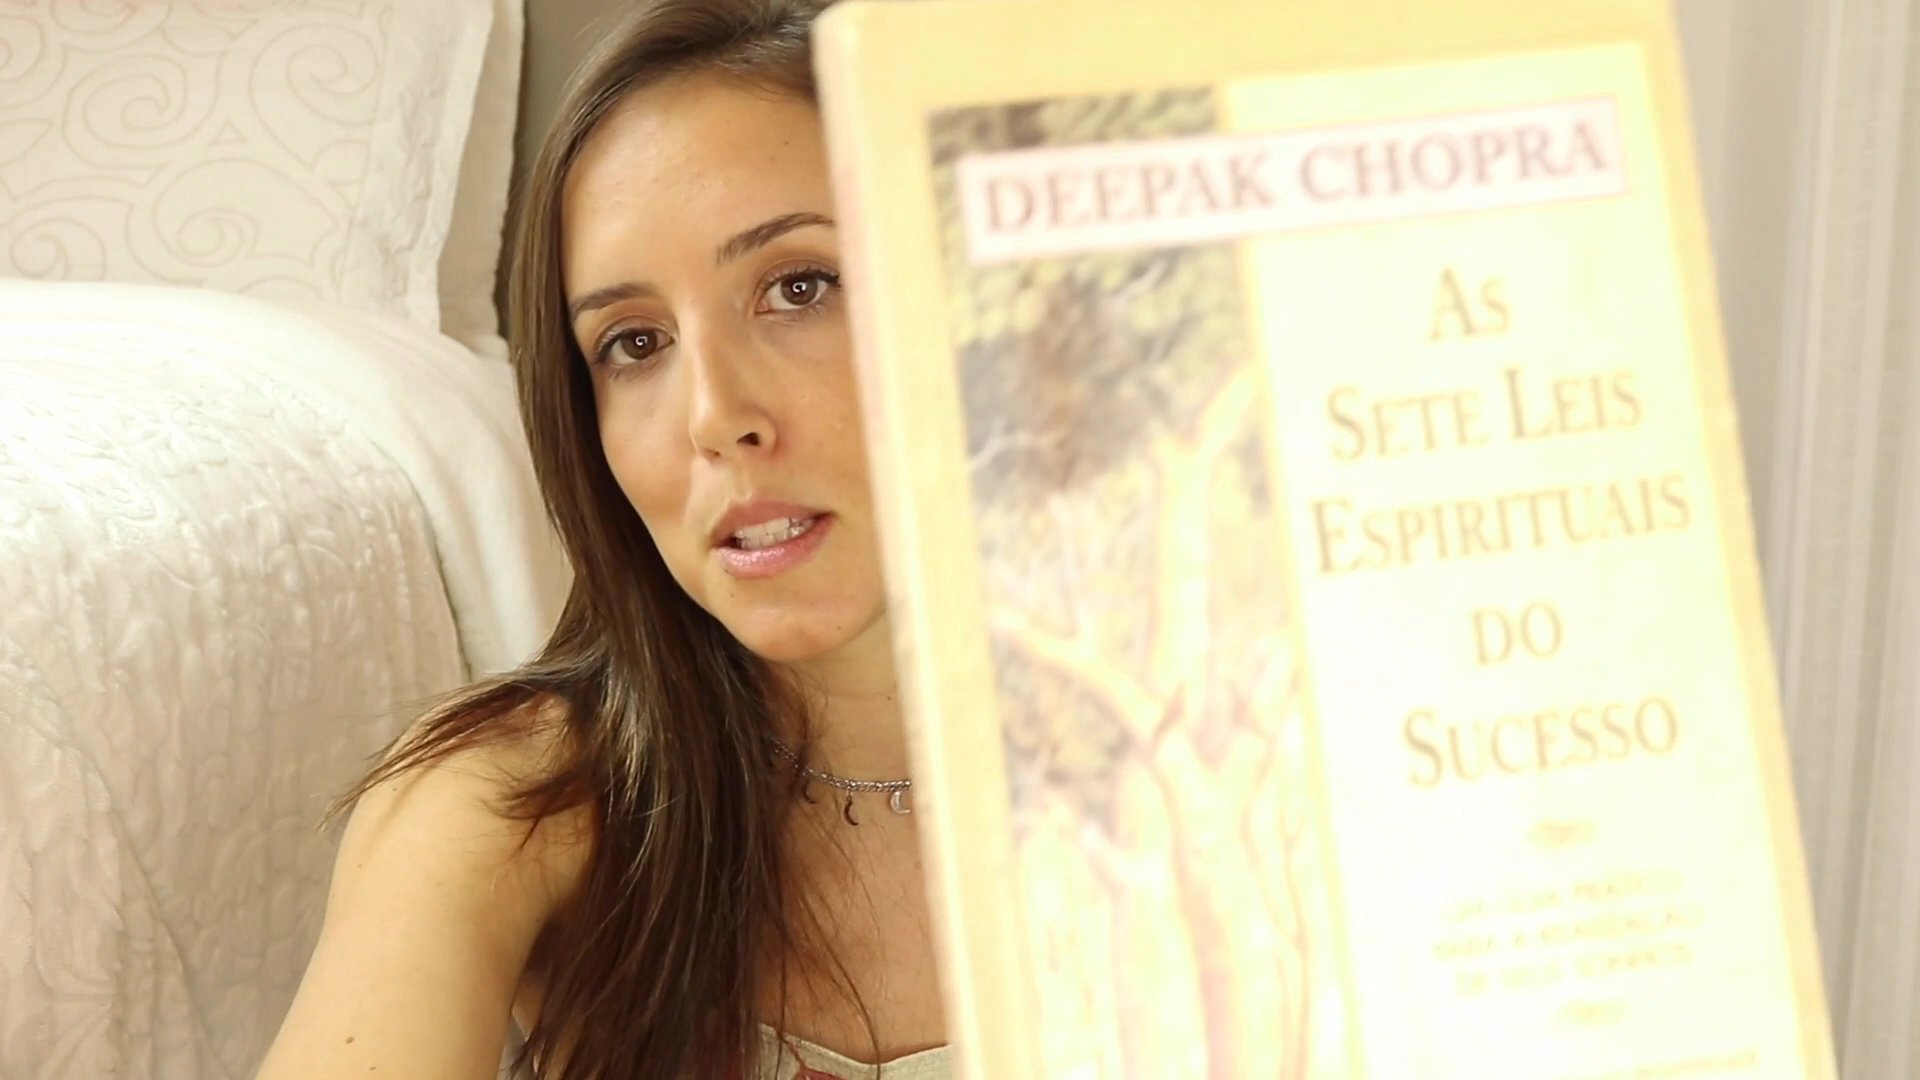 DEEPAK CHOPRA
AS
SETE LEIS
ESPIRITUAIS
DO
SUCESSO